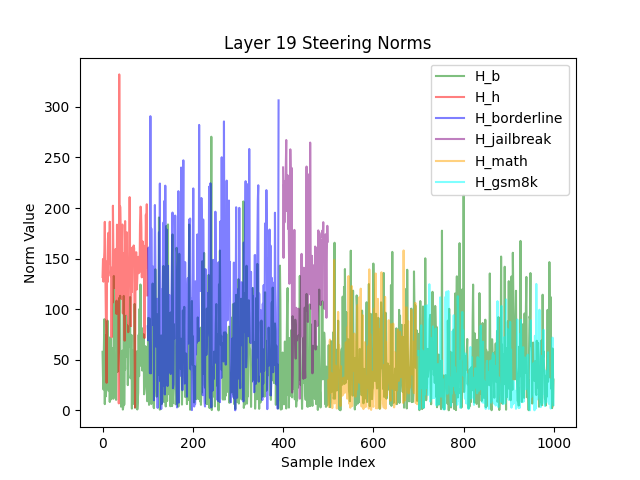 Layer 19 Steering Norms
H_b
H_h
H_borderline
H_jailbreak
H_math
H_gsm8k
Norm Value
300
250
200
150
100
50
0
0
200
400
600
800
1000
Sample Index